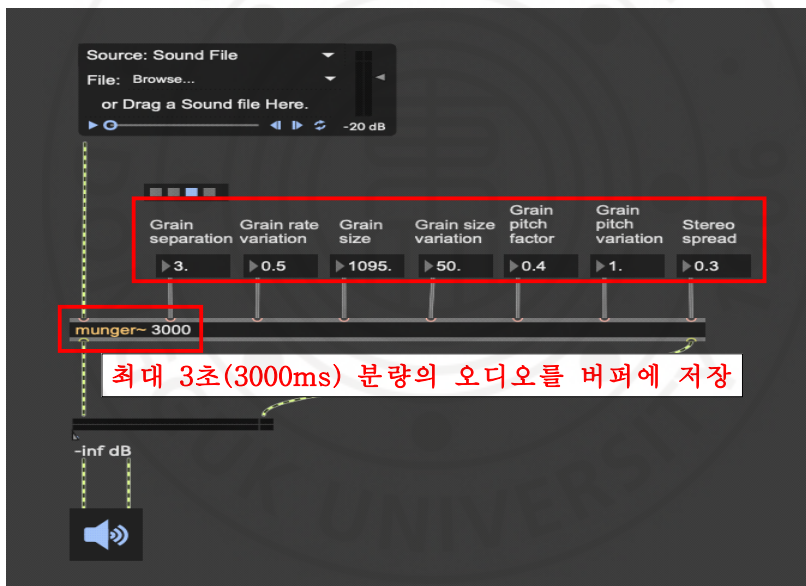 Source: Sound File
File: Browse...
or Drag a Sound file Here.
-20 dB
Grain separation
Grain rate variation
Grain size
Grain size variation
Grain pitch factor
Grain pitch variation
Stereo spread
3.
0.5
1095.
50.
0.4
1.
0.3
munger~ 3000
최대 3초(3000ms) 분량의 오디오를 버퍼에 저장
-inf dB
UK UNIVERSI